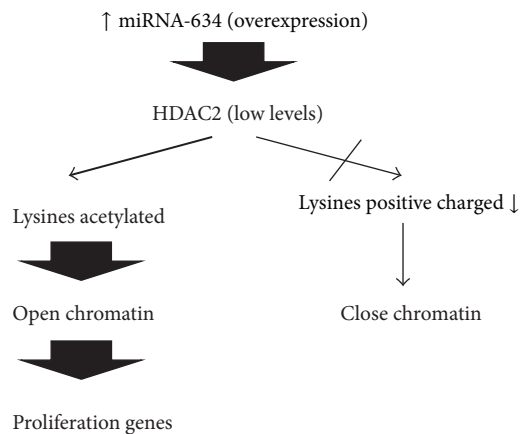 ↑ miRNA-634 (overexpression)
HDAC2 (low levels)
Lysines acetylated
Lysines positive charged ↓
Open chromatin
Close chromatin
Proliferation genes